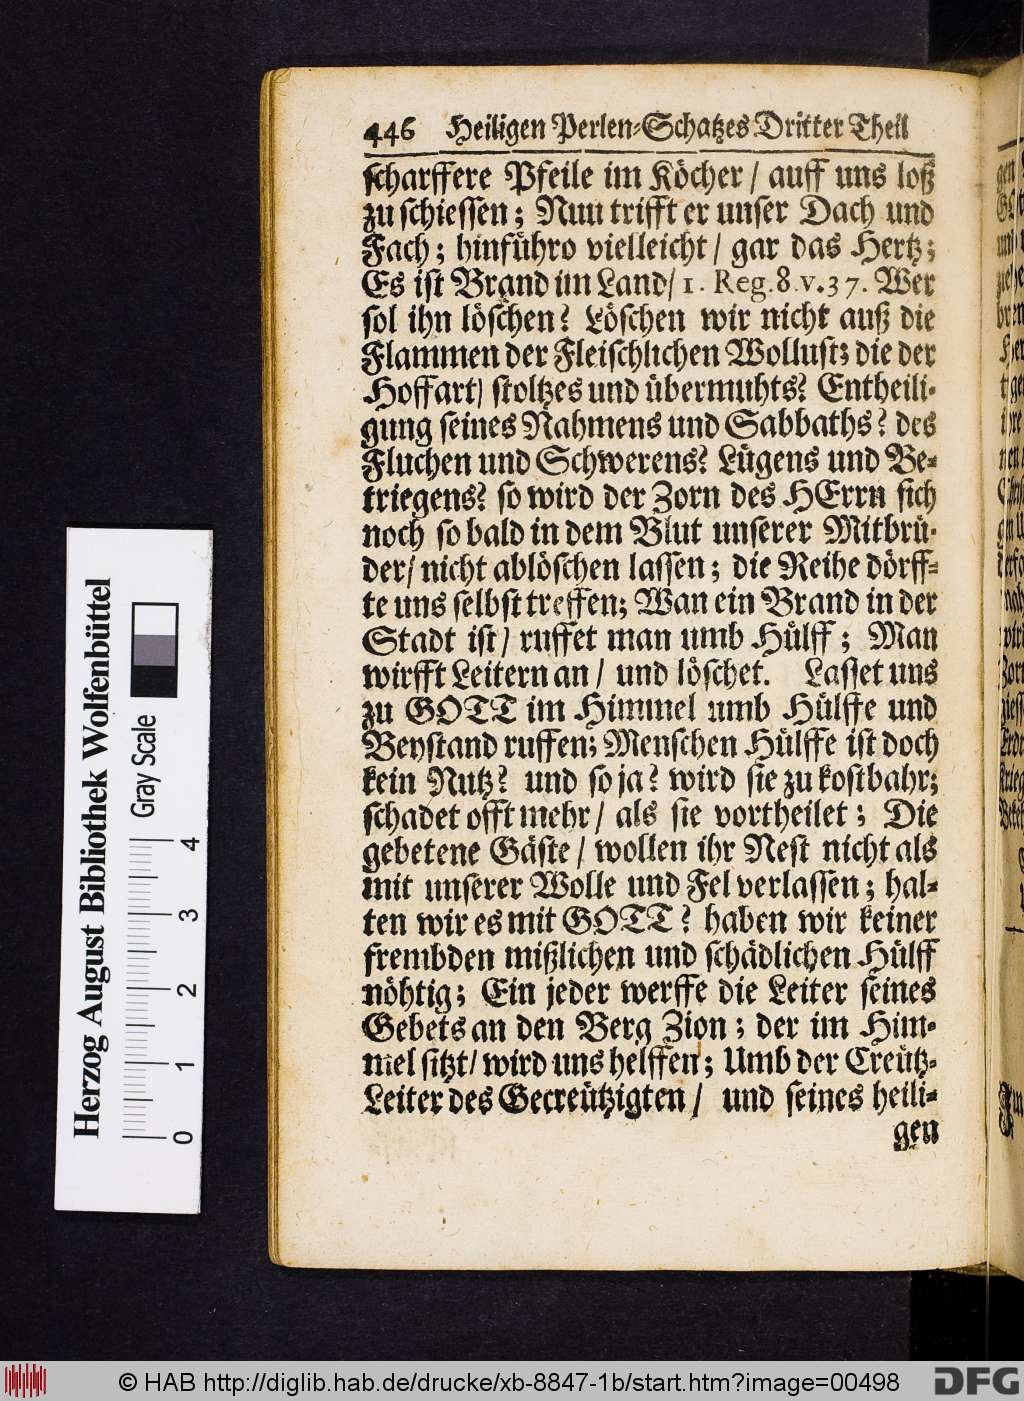 446 Heiligen Perlen-Schatzes Dritter Theil
scharffere Pfeile im Köcher / auff uns loß
zu schiessen; Nun trifft er unser Dach und
Fach; hinführo vielleicht / gar das Hertz;
Es ist Brand im Land / 1. Reg. 8. v. 37. Wer
sol ihn löschen? Löschen wir nicht auß die
Flammen der Fleischlichen Wollust; die der
Hoffart / stoltzes und übermuhts? Entheili-
gung seines Nahmens und Sabbaths? des
Fluchen und Schwerens? Lügens und Be-
triegens? so wird der Zorn des HErrn sich
noch so bald in dem Blut unserer Mitbrü-
der / nicht ablöschen lassen; die Reihe dörff-
te uns selbst treffen; Wan ein Brand in der
Stadt ist / ruffet man umb Hülff; Man
wirfft Leitern an / und löschet. Lasset uns
zu GOTT im Himmel umb Hülffe und
Beystand ruffen; Menschen Hülffe ist doch
kein Nutz? und so ja? wird sie zu kostbahr;
schadet offt mehr / als sie vortheilet; Die
gebetene Gäste / wollen ihr Nest nicht als
mit unserer Wolle und Fel verlassen; hal-
ten wir es mit GOTT? haben wir keiner
frembden mißlichen und schädlichen Hülff
nöhtig; Ein jeder werffe die Leiter seines
Gebets an den Berg Zion; der im Him-
mel sitzt / wird uns helffen; Umb der Creütz-
Leiter des Gecreützigten / und seines heili-
gen
Herzog August Bibliothek Wolfenbüttel
Gray Scale
0 1 2 3 4
© HAB http://diglib.hab.de/drucke/xb-8847-1b/start.htm?image=00498
DFG